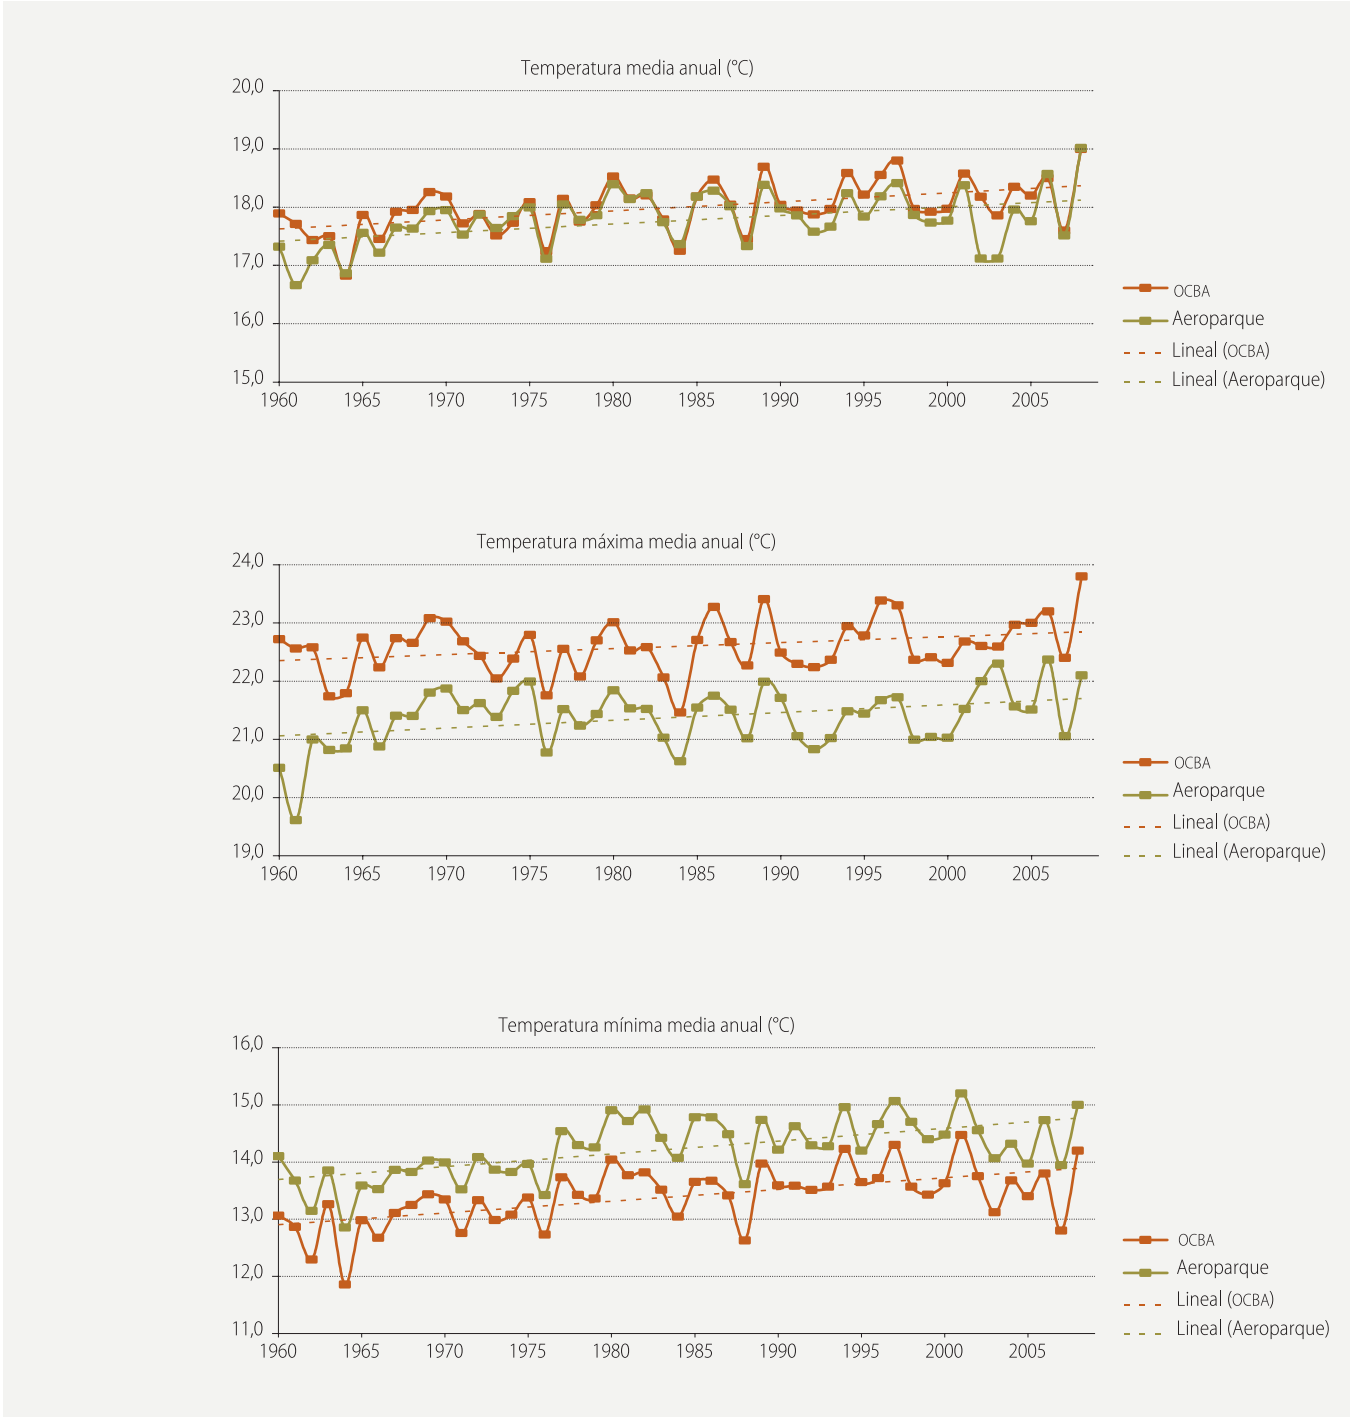 Temperatura media anual (°C)
20,0
19,0
18,0
17,0
16,0
15,0
1960 1965 1970 1975 1980 1985 1990 1995 2000 2005
OCBA
Aeroparque
Lineal (OCBA)
Lineal (Aeroparque)
Temperatura máxima media anual (°C)
24,0
23,0
22,0
21,0
20,0
19,0
1960 1965 1970 1975 1980 1985 1990 1995 2000 2005
OCBA
Aeroparque
Lineal (OCBA)
Lineal (Aeroparque)
Temperatura mínima media anual (°C)
16,0
15,0
14,0
13,0
12,0
11,0
1960 1965 1970 1975 1980 1985 1990 1995 2000 2005
OCBA
Aeroparque
Lineal (OCBA)
Lineal (Aeroparque)